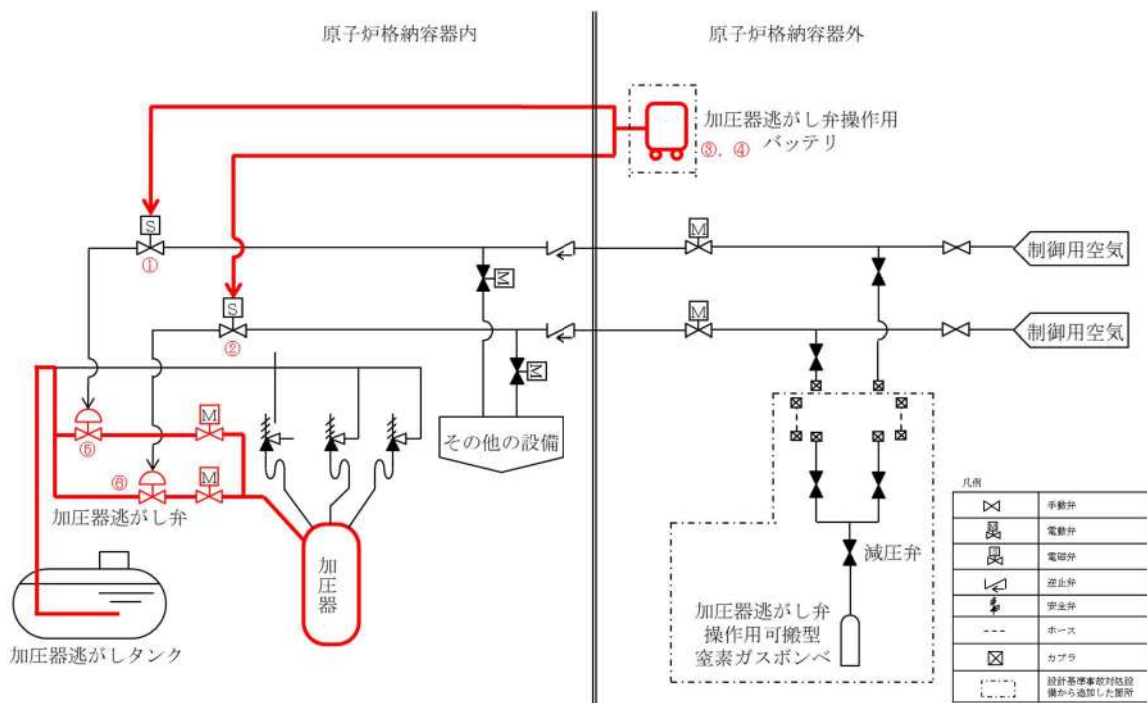 原子炉格納容器内
原子炉格納容器外
加圧器逃がし弁操作用
バッテリ
③，④
S
①
M
制御用空気
M
S
②
M
制御用空気
M
M
⑤
M
⑥
加圧器逃がし弁
その他の設備
加圧器
加圧器逃がしタンク
減圧弁
加圧器逃がし弁
操作用可搬型
窒素ガスボンベ
凡例
手動弁
電動弁
電磁弁
逆止弁
安全弁
ホース
カプラ
設計基準事故対処設
備から追加した箇所